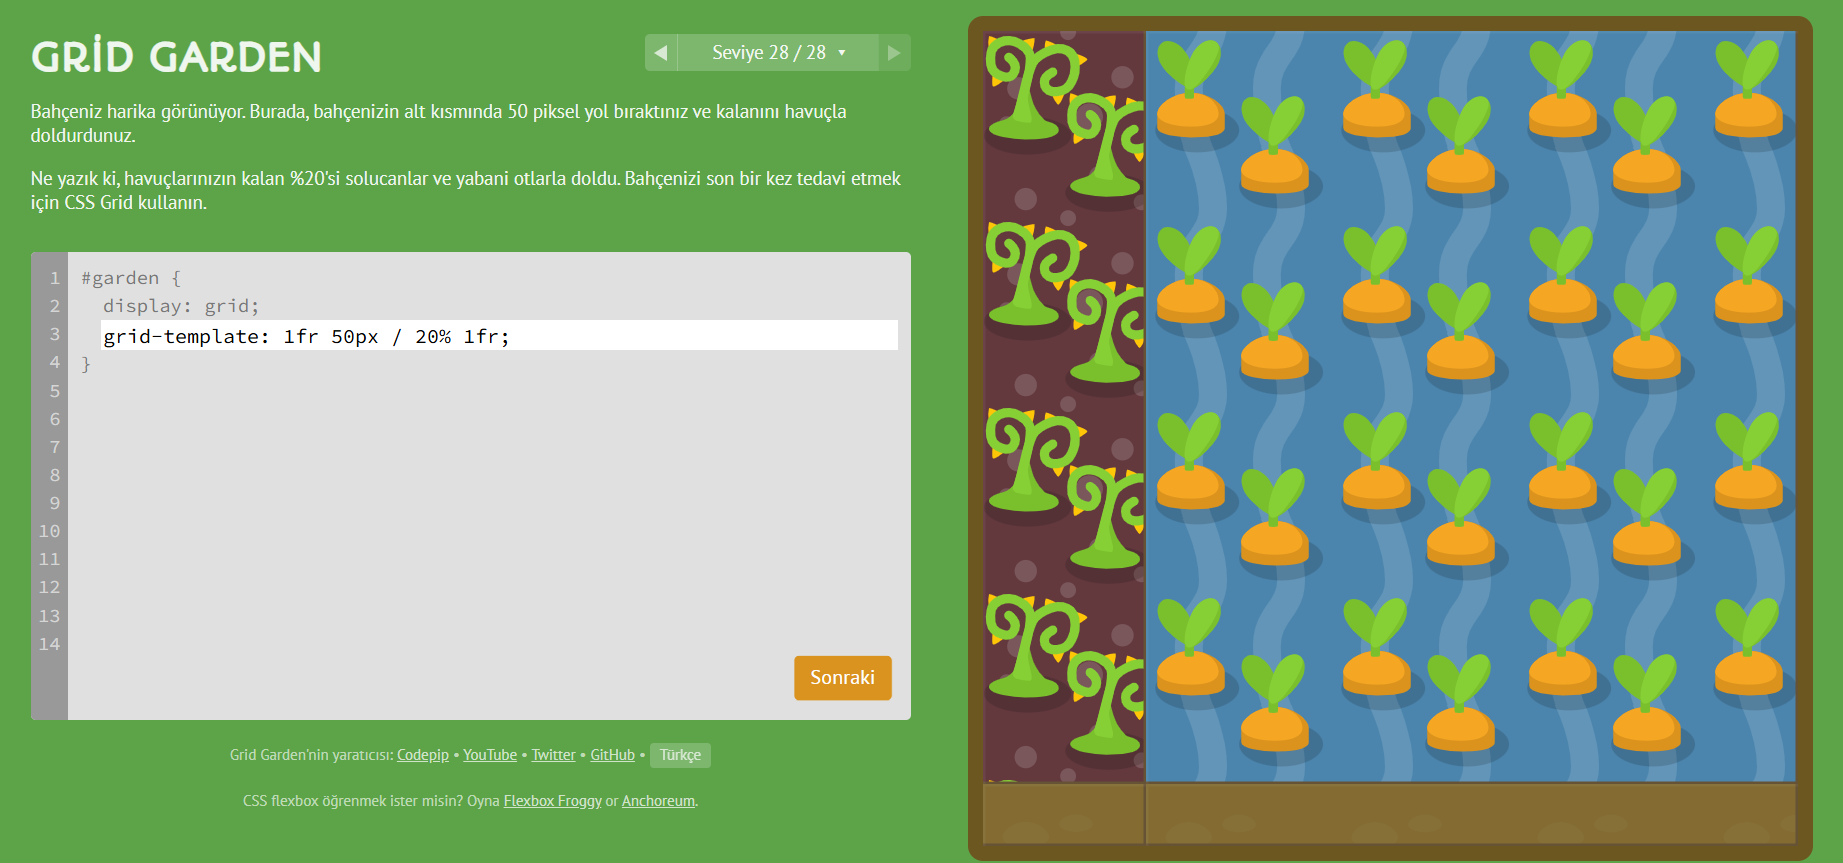 GRİD GARDEN
◀ Seviye 28 / 28 ▼ ▶
Bahçeniz harika görünüyor. Burada, bahçenizin alt kısmında 50 piksel yol bıraktınız ve kalanını havuçla
doldurdunuz.
Ne yazık ki, havuçlarınızın kalan %20'si solucanlar ve yabani otlarla doldu. Bahçenizi son bir kez tedavi etmek
için CSS Grid kullanın.
1 #garden {
2 display: grid;
3 grid-template: 1fr 50px / 20% 1fr;
4 }
5
6
7
8
9
10
11
12
13
14
Sonraki
Grid Garden'nin yaratıcısı: Codepip • YouTube • Twitter • GitHub • Türkçe
CSS flexbox öğrenmek ister misin? Oyna Flexbox Froggy or Anchoreum.